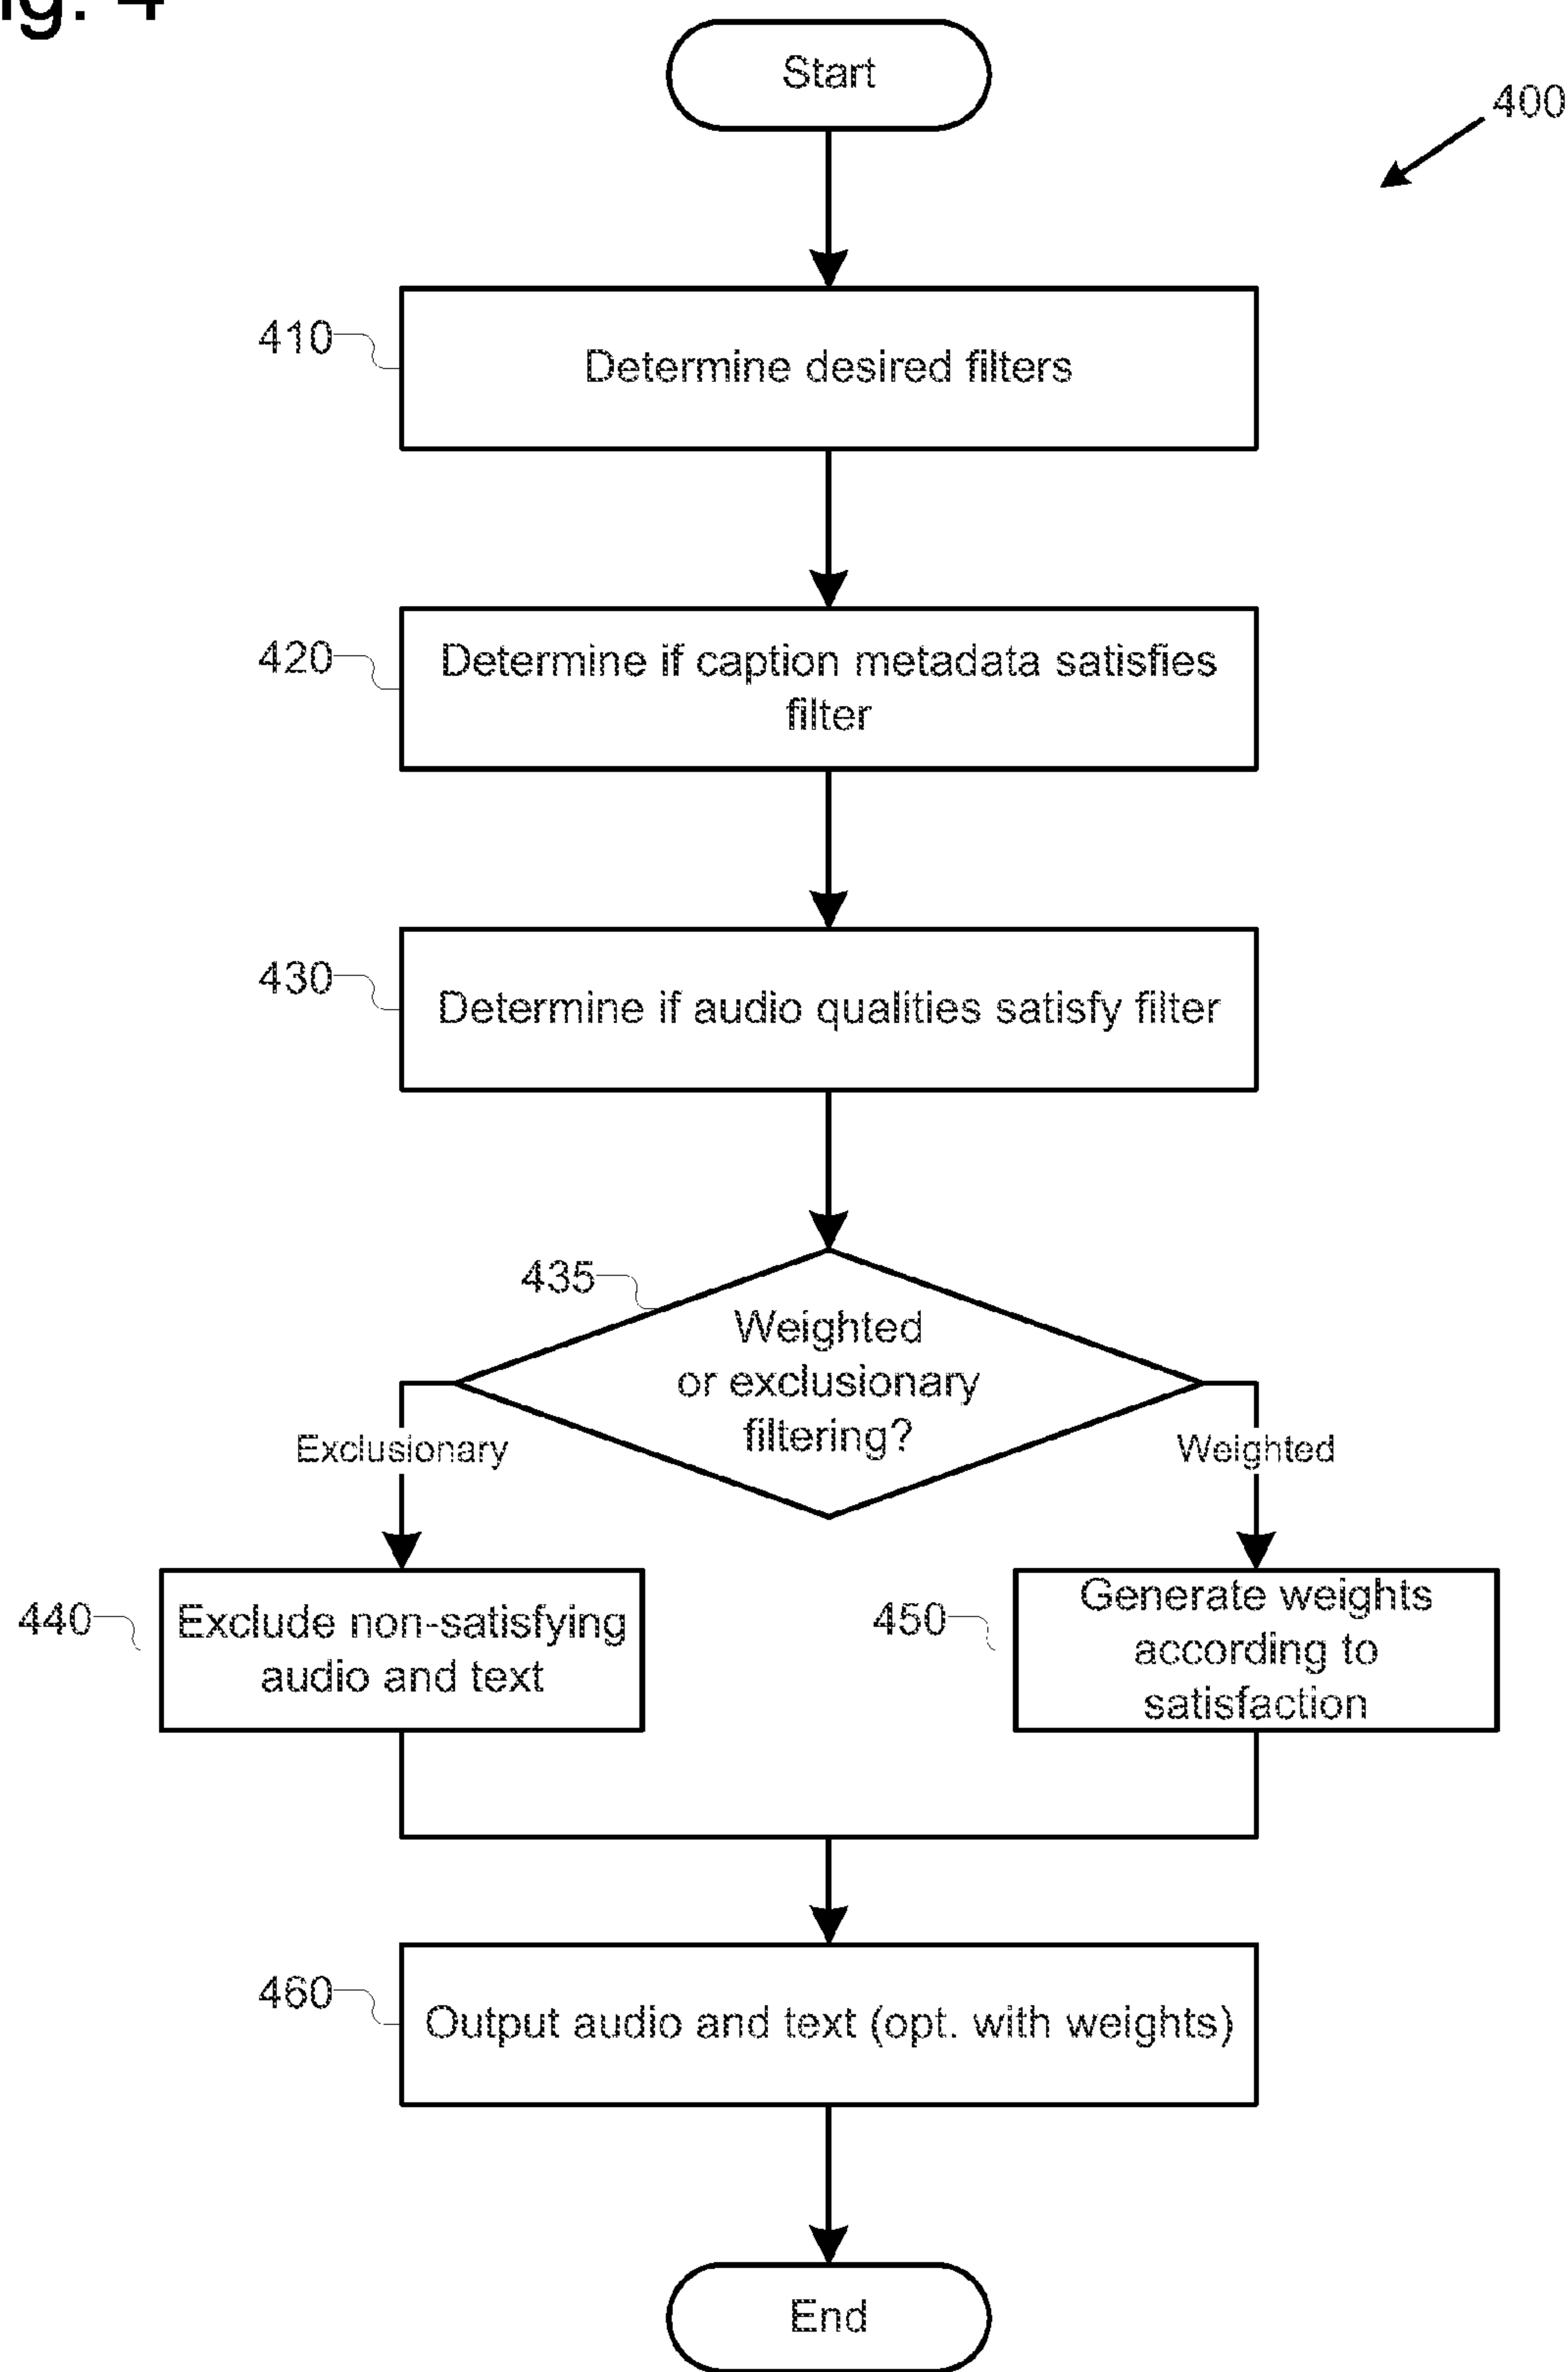 ig. 4
Start
400
410
Determine desired filters
420
Determine if caption metadata satisfies
filter
430
Determine if audio qualities satisfy filter
435
Weighted
or exclusionary
filtering?
Exclusionary
Weighted
440
Exclude non-satisfying
audio and text
450
Generate weights
according to
satisfaction
460
Output audio and text (opt. with weights)
End